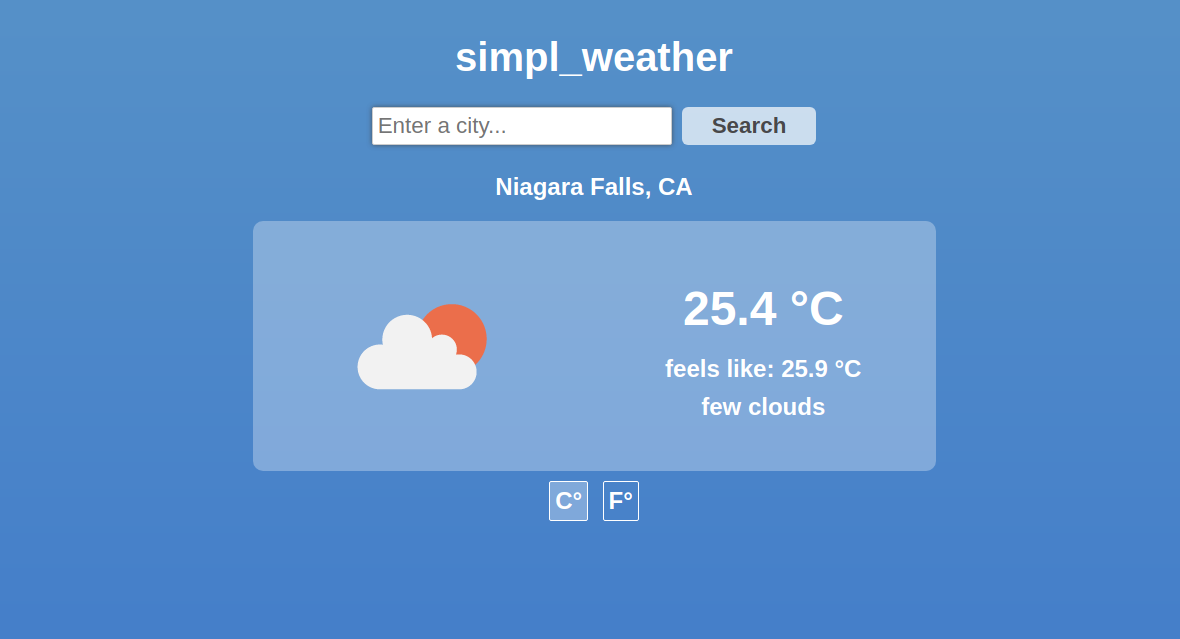 simpl_weather
Enter a city...
Search
Niagara Falls, CA
25.4 °C
feels like: 25.9 °C
few clouds
C°
F°